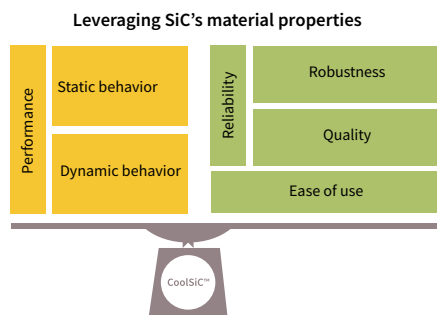 Leveraging SiC's material properties
Performance
Static behavior
Dynamic behavior
Reliability
Robustness
Quality
Ease of use
CoolSiC™